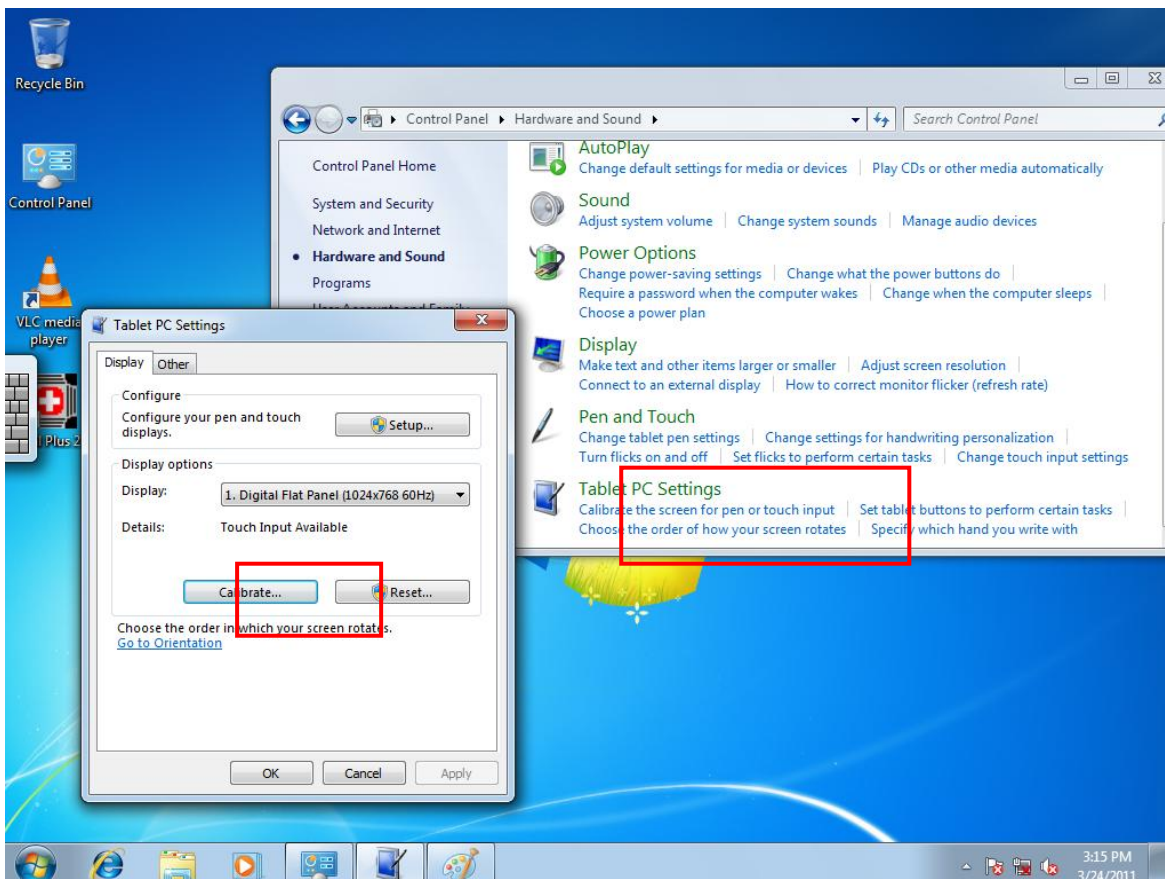 Recycle Bin
Control Panel
VLC media
player
Plus 2
Control Panel Hardware and Sound
Search Control Panel
Control Panel Home
System and Security
Network and Internet
Hardware and Sound
Programs
User Accounts and Family
AutoPlay
Change default settings for media or devices Play CDs or other media automatically
Sound
Adjust system volume Change system sounds Manage audio devices
Power Options
Change power-saving settings Change what the power buttons do
Require a password when the computer wakes Change when the computer sleeps
Choose a power plan
Display
Make text and other items larger or smaller Adjust screen resolution
Connect to an external display How to correct monitor flicker (refresh rate)
Pen and Touch
Change tablet pen settings Change settings for handwriting personalization
Turn flicks on and off Set flicks to perform certain tasks Change touch input settings
Tablet PC Settings
Calibrate the screen for pen or touch input Set tablet buttons to perform certain tasks
Choose the order of how your screen rotates Specify which hand you write with
Tablet PC Settings
Display Other
Configure
Configure your pen and touch
displays.
Setup...
Display options
Display: 1. Digital Flat Panel (1024x768 60Hz)
Details: Touch Input Available
Calibrate... Reset...
Choose the order in which your screen rotates.
Go to Orientation
OK Cancel Apply
3:15 PM
3/24/2011